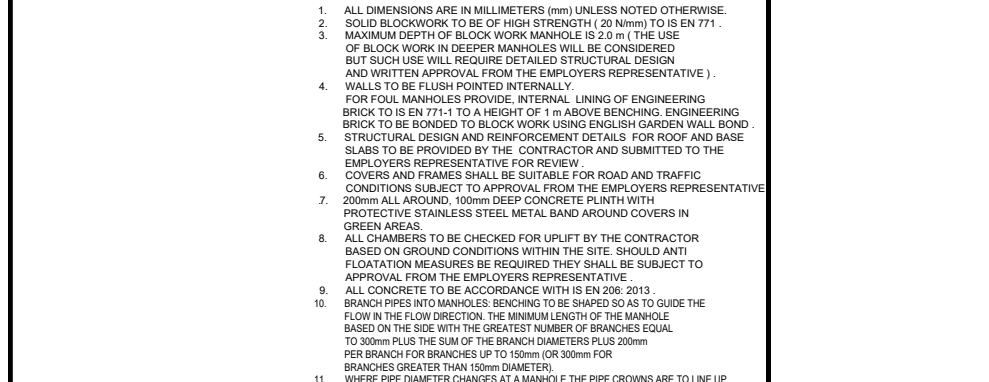 1. ALL DIMENSIONS ARE IN MILLIMETERS (mm) UNLESS NOTED OTHERWISE.
2. SOLID BLOCKWORK TO BE OF HIGH STRENGTH ( 20 N/mm) TO IS EN 771 .
3. MAXIMUM DEPTH OF BLOCK WORK MANHOLE IS 2.0 m ( THE USE
OF BLOCK WORK IN DEEPER MANHOLES WILL BE CONSIDERED
BUT SUCH USE WILL REQUIRE DETAILED STRUCTURAL DESIGN
AND WRITTEN APPROVAL FROM THE EMPLOYERS REPRESENTATIVE ) .
4. WALLS TO BE FLUSH POINTED INTERNALLY.
FOR FOUL MANHOLES PROVIDE, INTERNAL LINING OF ENGINEERING
BRICK TO IS EN 771-1 TO A HEIGHT OF 1 m ABOVE BENCHING. ENGINEERING
BRICK TO BE BONDED TO BLOCK WORK USING ENGLISH GARDEN WALL BOND .
5. STRUCTURAL DESIGN AND REINFORCEMENT DETAILS FOR ROOF AND BASE
SLABS TO BE PROVIDED BY THE CONTRACTOR AND SUBMITTED TO THE
EMPLOYERS REPRESENTATIVE FOR REVIEW .
6. COVERS AND FRAMES SHALL BE SUITABLE FOR ROAD AND TRAFFIC
CONDITIONS SUBJECT TO APPROVAL FROM THE EMPLOYERS REPRESENTATIVE
.7. 200mm ALL AROUND, 100mm DEEP CONCRETE PLINTH WITH
PROTECTIVE STAINLESS STEEL METAL BAND AROUND COVERS IN
GREEN AREAS.
8. ALL CHAMBERS TO BE CHECKED FOR UPLIFT BY THE CONTRACTOR
BASED ON GROUND CONDITIONS WITHIN THE SITE. SHOULD ANTI
FLOATATION MEASURES BE REQUIRED THEY SHALL BE SUBJECT TO
APPROVAL FROM THE EMPLOYERS REPRESENTATIVE .
9. ALL CONCRETE TO BE ACCORDANCE WITH IS EN 206: 2013 .
10. BRANCH PIPES INTO MANHOLES: BENCHING TO BE SHAPED SO AS TO GUIDE THE
FLOW IN THE FLOW DIRECTION. THE MINIMUM LENGTH OF THE MANHOLE
BASED ON THE SIDE WITH THE GREATEST NUMBER OF BRANCHES EQUAL
TO 300mm PLUS THE SUM OF THE BRANCH DIAMETERS PLUS 200mm
PER BRANCH FOR BRANCHES UP TO 150mm (OR 300mm FOR
BRANCHES GREATER THAN 150mm DIAMETER).
11. WHERE PIPE DIAMETER CHANGES AT A MANHOLE THE PIPE CROWNS ARE TO LINE UP